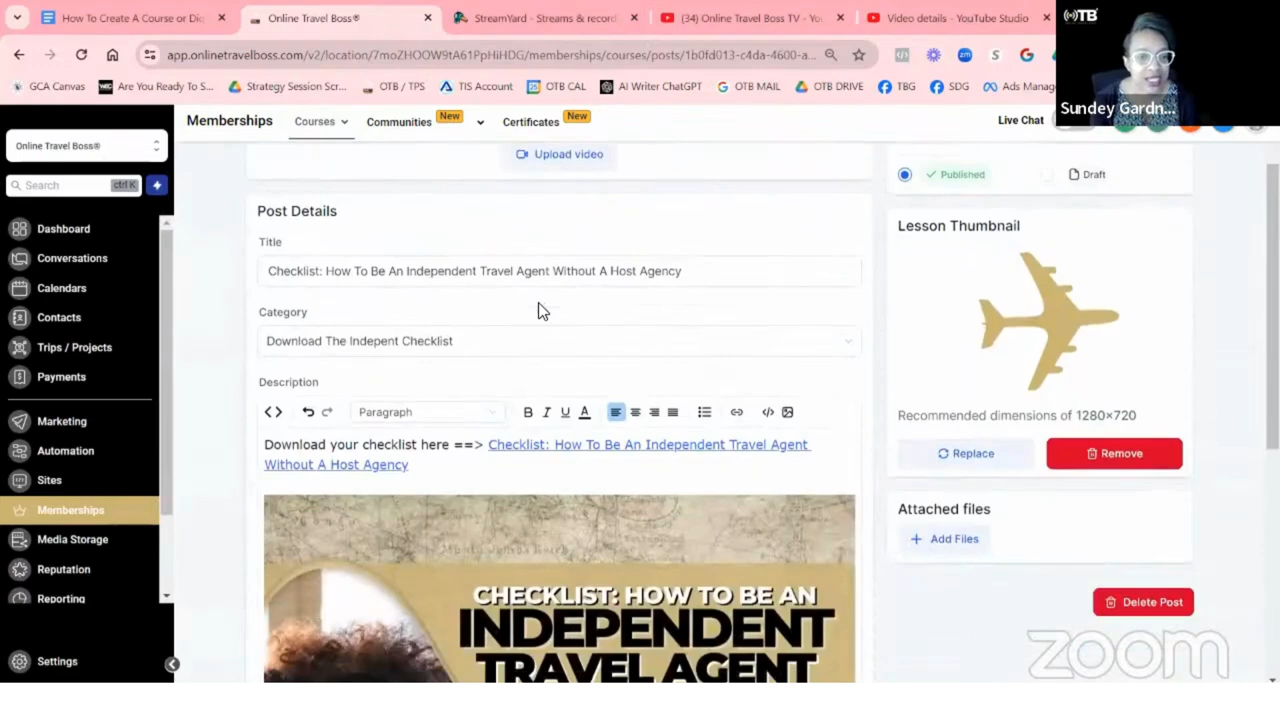 How To Create A Course or Dig
Online Travel Boss®
StreamYard - Streams & record
(34) Online Travel Boss TV - You
Video details - YouTube Studio
OTB
app.onlinetravelboss.com/v2/location/7moZHOOW9tA61PpHiHDG/memberships/courses/posts/1b0fd013-c4da-4600-a...
GCA Canvas
Are You Ready To S...
Strategy Session Scr...
OTB / TPS
TIS Account
OTB CAL
AI Writer ChatGPT
OTB MAIL
OTB DRIVE
TBG
SDG
Ads Manag
Sundey Gardn...
Memberships
Courses
Communities
New
Certificates
New
Live Chat
Online Travel Boss®
Search
ctrl K
Dashboard
Conversations
Calendars
Contacts
Trips / Projects
Payments
Marketing
Automation
Sites
Memberships
Media Storage
Reputation
Reporting
Settings
Upload video
Post Details
Title
Checklist: How To Be An Independent Travel Agent Without A Host Agency
Category
Download The Indepent Checklist
Description
Paragraph
B I U A
Download your checklist here ==> Checklist: How To Be An Independent Travel Agent
Without A Host Agency
CHECKLIST: HOW TO BE AN
INDEPENDENT
TRAVEL AGENT
Published
Draft
Lesson Thumbnail
Recommended dimensions of 1280×720
Replace
Remove
Attached files
Add Files
Delete Post
zoom